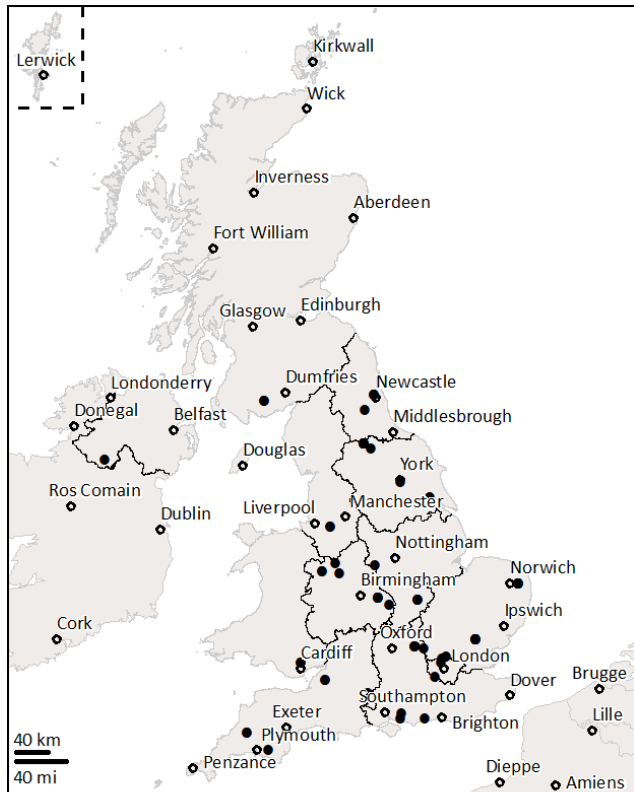 Kirkwall
Lerwick
Wick
Inverness
Aberdeen
Fort William
Glasgow
Edinburgh
Dumfries
Newcastle
Londonderry
Donegal
Belfast
Middlesbrough
Douglas
York
Ros Comain
Liverpool
Manchester
Dublin
Nottingham
Birmingham
Norwich
Ipswich
Cork
Oxford
Cardiff
London
Dover
Brugge
Southampton
Exeter
Brighton
Lille
Plymouth
40 km
Penzance
40 mi
Dieppe
Amiens